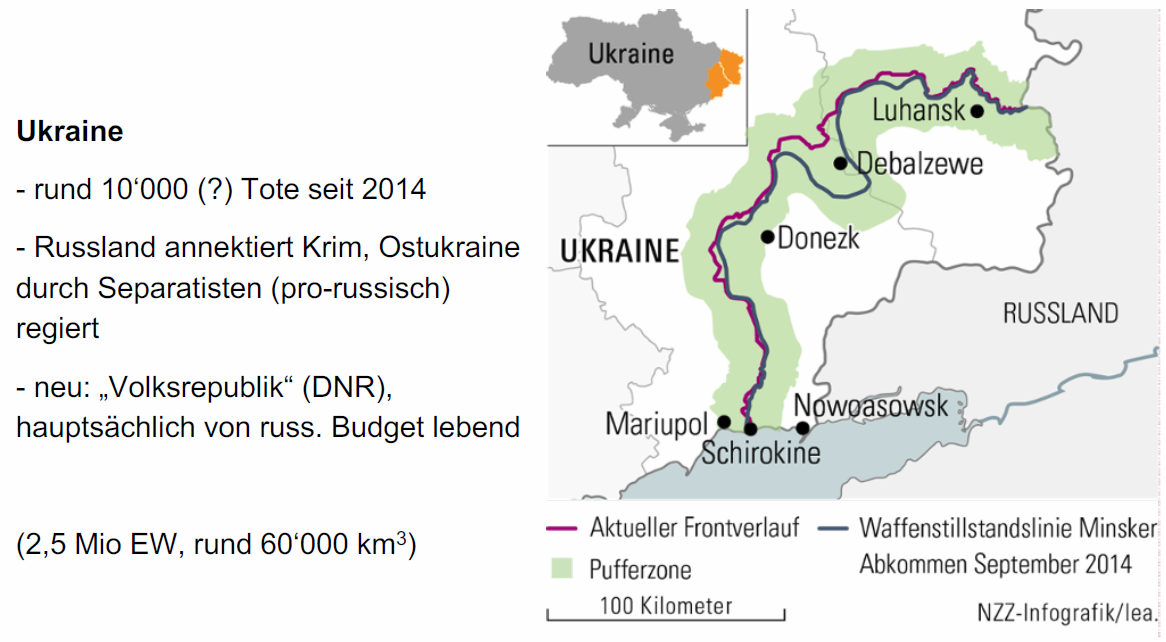 Ukraine
- rund 10‘000 (?) Tote seit 2014
- Russland annektiert Krim, Ostukraine
durch Separatisten (pro-russisch)
regiert
- neu: „Volksrepublik“ (DNR),
hauptsächlich von russ. Budget lebend
(2,5 Mio EW, rund 60‘000 km³)
Ukraine
Luhansk
Debalzewe
Donezk
UKRAINE
RUSSLAND
Nowoasowsk
Mariupol
Schirokine
Aktueller Frontverlauf
Waffenstillstandslinie Minsker
Abkommen September 2014
Pufferzone
100 Kilometer
NZZ-Infografik/lea.